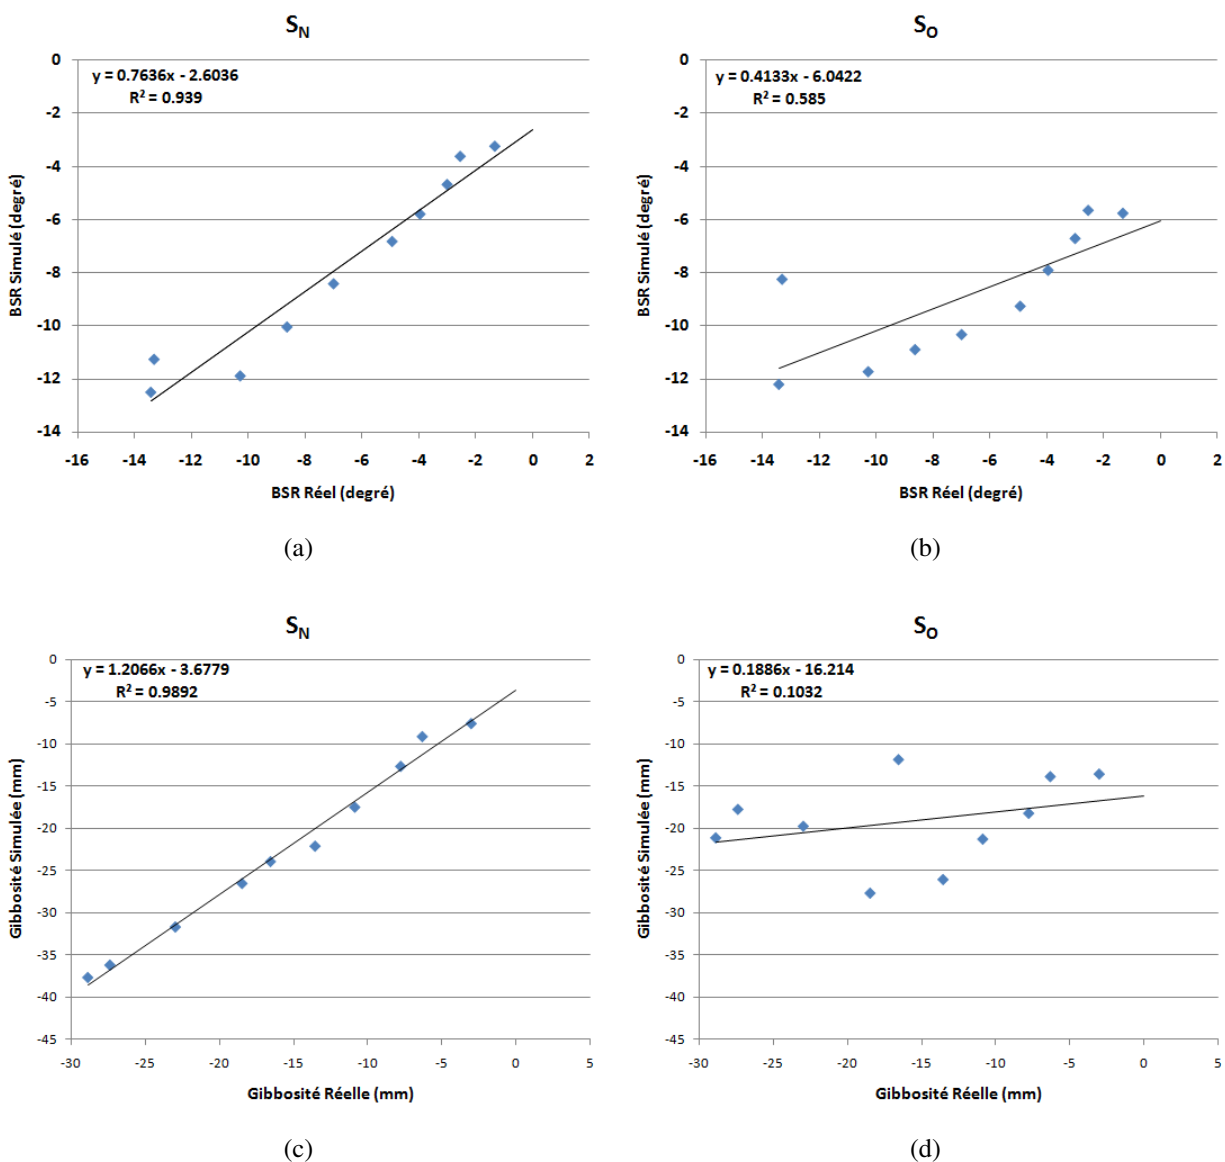 S_N
y = 0.7636x - 2.6036
R² = 0.939
0
-2
-4
-6
-8
-10
-12
-14
BSR Simulé (degré)
-16 -14 -12 -10 -8 -6 -4 -2 0 2
BSR Réel (degré)
(a)
S_O
y = 0.4133x - 6.0422
R² = 0.585
0
-2
-4
-6
-8
-10
-12
-14
BSR Simulé (degré)
-16 -14 -12 -10 -8 -6 -4 -2 0 2
BSR Réel (degré)
(b)
S_N
y = 1.2066x - 3.6779
R² = 0.9892
0
-5
-10
-15
-20
-25
-30
-35
-40
-45
Gibbosité Simulée (mm)
-30 -25 -20 -15 -10 -5 0 5
Gibbosité Réelle (mm)
(c)
S_O
y = 0.1886x - 16.214
R² = 0.1032
0
-5
-10
-15
-20
-25
-30
-35
-40
-45
Gibbosité Simulée (mm)
-30 -25 -20 -15 -10 -5 0 5
Gibbosité Réelle (mm)
(d)